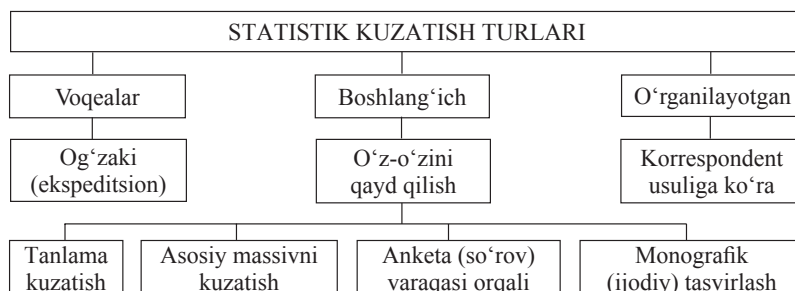 STATISTIK KUZATISH TURLARI
Voqealar
Boshlang‘ich
O‘rganilayotgan
Og‘zaki
(ekspeditsion)
O‘z-o‘zini
qayd qilish
Korrespondent
usuliga ko‘ra
Tanlama
kuzatish
Asosiy massivni
kuzatish
Anketa (so‘rov)
varaqasi orqali
Monografik
(ijodiy) tasvirlash